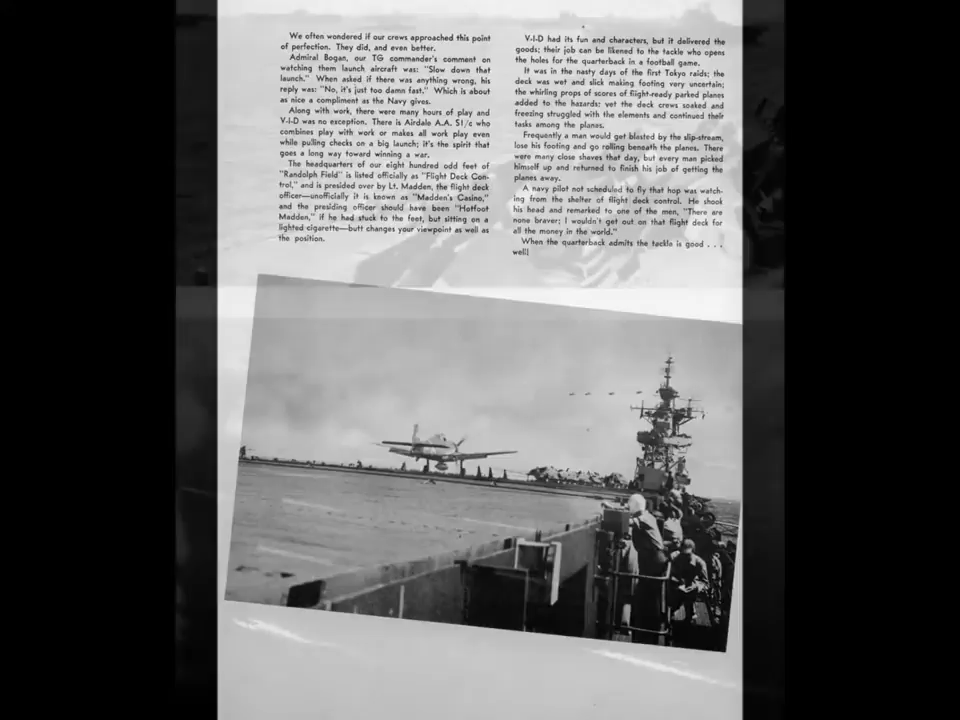 We often wondered if our crews approached this point
of perfection. They did, and even better.
Admiral Bogan, our TG commander's comment on
watching them launch aircraft was: "Slow down that
launch." When asked if there was anything wrong, his
reply was: "No, it's just too damn fast." Which is about
as nice a compliment as the Navy gives.
Along with work, there were many hours of play and
V-I-D was no exception. There is Airdale A.A. S1/c who
combines play with work or makes all work play even
while pulling checks on a big launch; it's the spirit that
goes a long way toward winning a war.
The headquarters of our eight hundred odd feet of
"Randolph Field" is listed officially as "Flight Deck Con-
trol," and is presided over by Lt. Madden, the flight deck
officer—unofficially it is known as "Madden's Casino,"
and the presiding officer should have been "Hotfoot
Madden," if he had stuck to the feet, but sitting on a
lighted cigarette—butt changes your viewpoint as well as
the position.
V-I-D had its fun and characters, but it delivered the
goods; their job can be likened to the tackle who opens
the holes for the quarterback in a football game.
It was in the nasty days of the first Tokyo raids; the
deck was wet and slick making footing very uncertain;
the whirling props of scores of flight-ready parked planes
added to the hazards; yet the deck crews soaked and
freezing struggled with the elements and continued their
tasks among the planes.
Frequently a man would get blasted by the slip-stream,
lose his footing and go rolling beneath the planes. There
were many close shaves that day, but every man picked
himself up and returned to finish his job of getting the
planes away.
A navy pilot not scheduled to fly that hop was watch-
ing from the shelter of flight deck control. He shook
his head and remarked to one of the men, "There are
none braver; I wouldn't get out on that flight deck for
all the money in the world."
When the quarterback admits the tackle is good . . .
well!